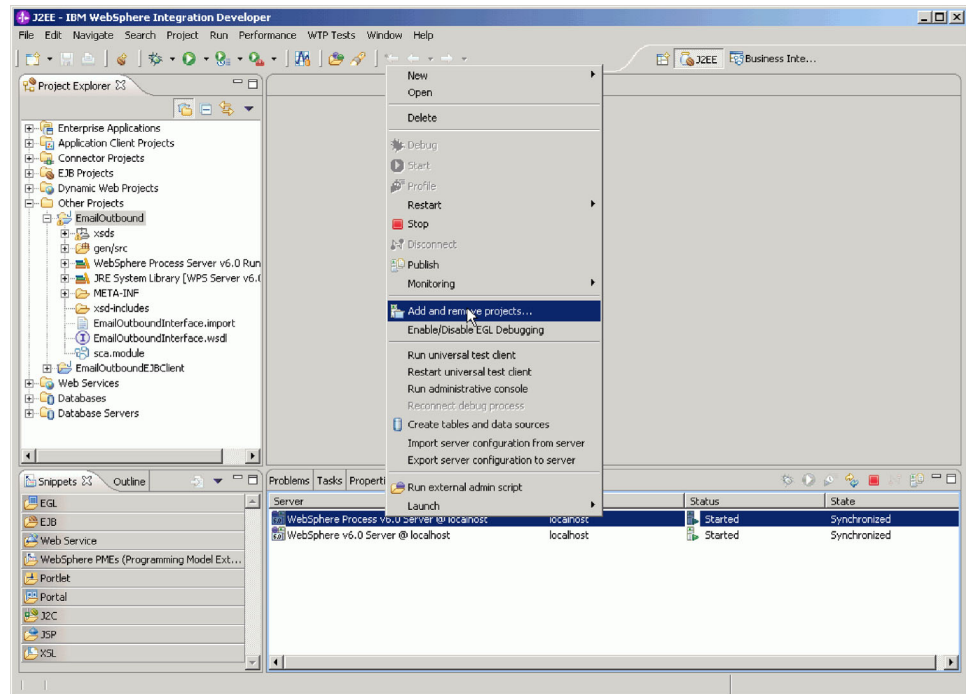 J2EE - IBM WebSphere Integration Developer
File Edit Navigate Search Project Run Performance WTP Tests Window Help
J2EE Business Inte...
Project Explorer
Enterprise Applications
Application Client Projects
Connector Projects
EJB Projects
Dynamic Web Projects
Other Projects
EmailOutbound
xsds
gen/src
WebSphere Process Server v6.0 Run
JRE System Library [WPS Server v6.0
META-INF
xsd-includes
EmailOutboundInterface.import
EmailOutboundInterface.wsdl
sca.module
EmailOutboundEJBClient
Web Services
Databases
Database Servers
New
Open
Delete
Debug
Start
Profile
Restart
Stop
Disconnect
Publish
Monitoring
Add and remove projects...
Enable/Disable EGL Debugging
Run universal test client
Restart universal test client
Run administrative console
Reconnect debug process
Create tables and data sources
Import server confguration from server
Export server configuration to server
Run external admin script
Launch
Snippets Outline
EGL
EJB
Web Service
WebSphere PMEs (Programming Model Ext...
Portlet
Portal
J2C
JSP
XSL
Problems Tasks Properti
Server Status State
WebSphere Process v6.0 Server @ localhost localhost Started Synchronized
WebSphere v6.0 Server @ localhost localhost Started Synchronized